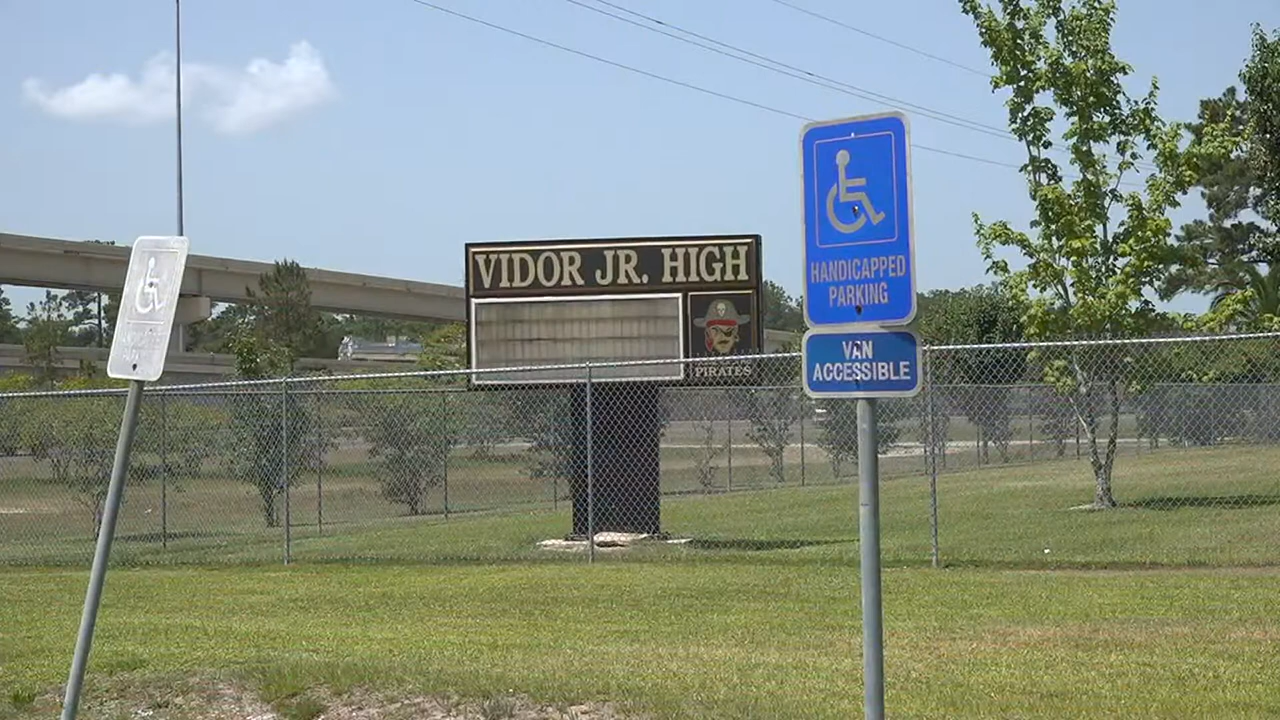 VIDOR JR. HIGH
PIRATES
HANDICAPPED
PARKING
VAN
ACCESSIBLE